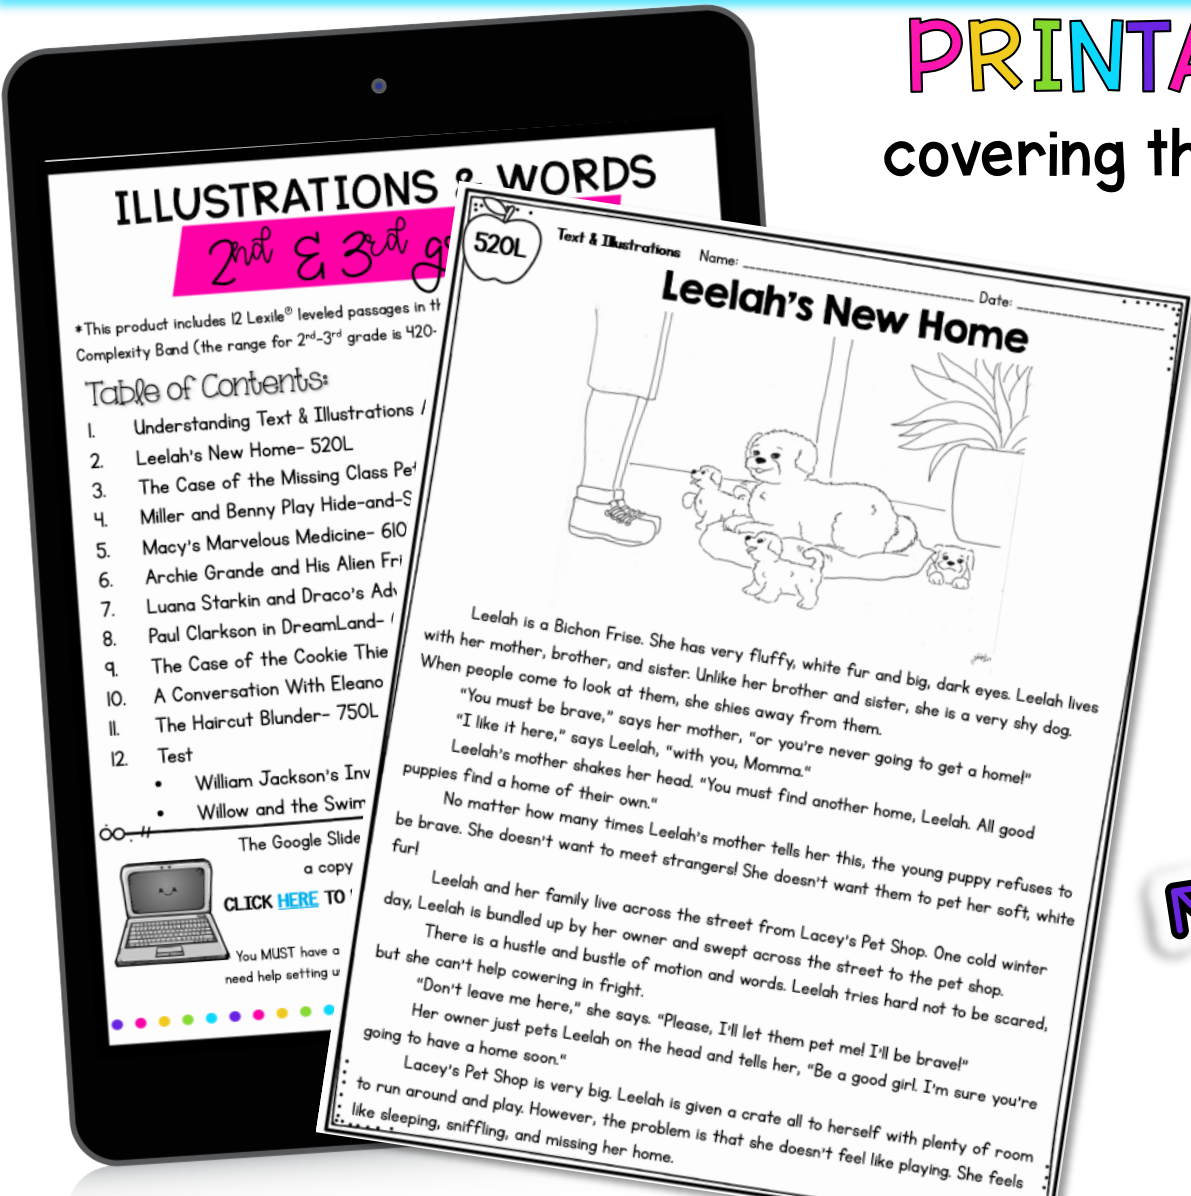 covering
ILLUSTRATIONS & WORDS
2nd & 3rd
*This product includes 12 Lexile® leveled passages in
Complexity Band (the range for 2nd-3rd grade is 420-
Table of Contents:
1. Understanding Text & Illustrations
2. Leelah's New Home- 520L
3. The Case of the Missing Class
4. Miller and Benny Play Hide-and-
5. Macy's Marvelous Medicine- 610
6. Archie Grande and His Alien
7. Luana Starkin and Draco's
8. Paul Clarkson in DreamLand-
9. The Case of the Cookie
10. A Conversation With
11. The Haircut Blunder- 750L
12. Test
• William Jackson's
• Willow and the
The Google Slide
a copy
CLICK HERE TO
You MUST have a
need help setting
520L
Text & Illustrations Name: Date:
Leelah's New Home
Leelah is a Bichon Frise. She has very fluffy, white fur and big, dark eyes. Leelah lives
with her mother, brother, and sister. Unlike her brother and sister, she is a very shy dog.
When people come to look at them, she shies away from them.
"You must be brave," says her mother, "or you're never going to get a home!"
"I like it here," says Leelah, "with you, Momma."
Leelah's mother shakes her head. "You must find another home, Leelah. All good
puppies find a home of their own."
No matter how many times Leelah's mother tells her this, the young puppy refuses to
be brave. She doesn't want to meet strangers! She doesn't want them to pet her soft, white
fur!
Leelah and her family live across the street from Lacey's Pet Shop. One cold winter
day, Leelah is bundled up by her owner and swept across the street to the pet shop.
There is a hustle and bustle of motion and words. Leelah tries hard not to be scared,
but she can't help cowering in fright.
"Don't leave me here," she says. "Please, I'll let them pet me! I'll be brave!"
Her owner just pets Leelah on the head and tells her, "Be a good girl. I'm sure you're
going to have a home soon."
Lacey's Pet Shop is very big. Leelah is given a crate all to herself with plenty of room
to run around and play. However, the problem is that she doesn't feel like playing. She feels
like sleeping, sniffling, and missing her home.